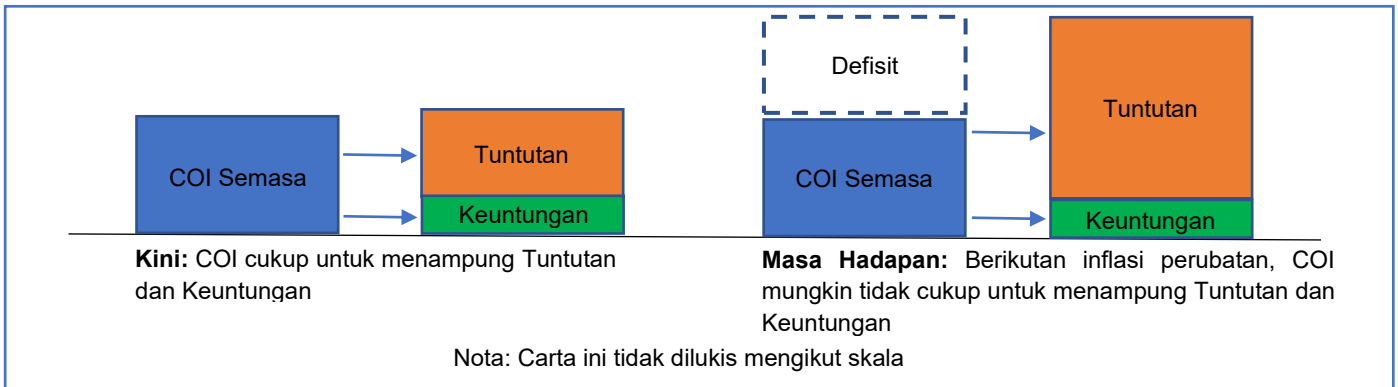 Defisit
Tuntutan
COI Semasa
Tuntutan
Keuntungan
COI Semasa
Keuntungan
Kini: COI cukup untuk menampung Tuntutan
dan Keuntungan
Masa Hadapan: Berikutan inflasi perubatan, COI
mungkin tidak cukup untuk menampung Tuntutan dan
Keuntungan
Nota: Carta ini tidak dilukis mengikut skala